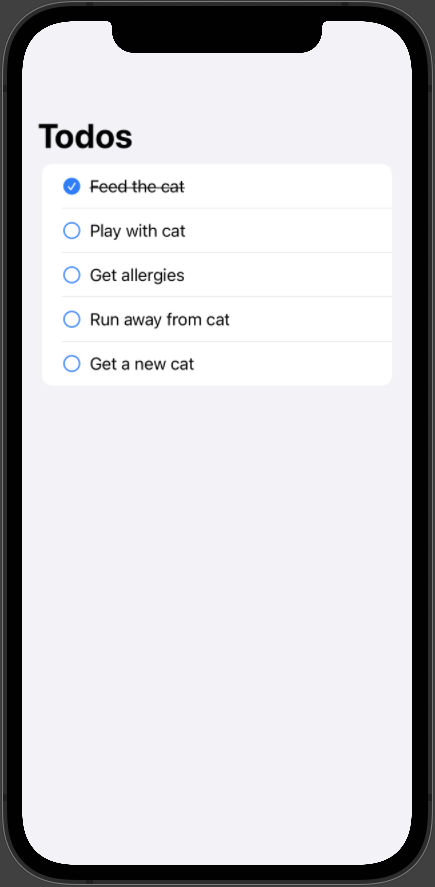 Todos
Feed the cat
Play with cat
Get allergies
Run away from cat
Get a new cat